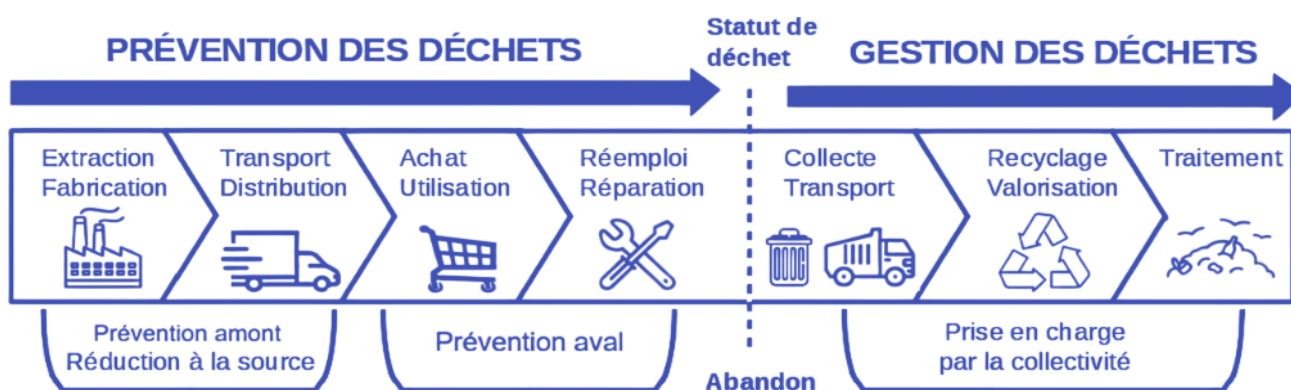 PRÉVENTION DES DÉCHETS
Statut de
déchet
GESTION DES DÉCHETS
Extraction
Fabrication
Transport
Distribution
Achat
Utilisation
Réemploi
Réparation
Collecte
Transport
Recyclage
Valorisation
Traitement
Prévention amont
Réduction à la source
Prévention aval
Abandon
Prise en charge
par la collectivité